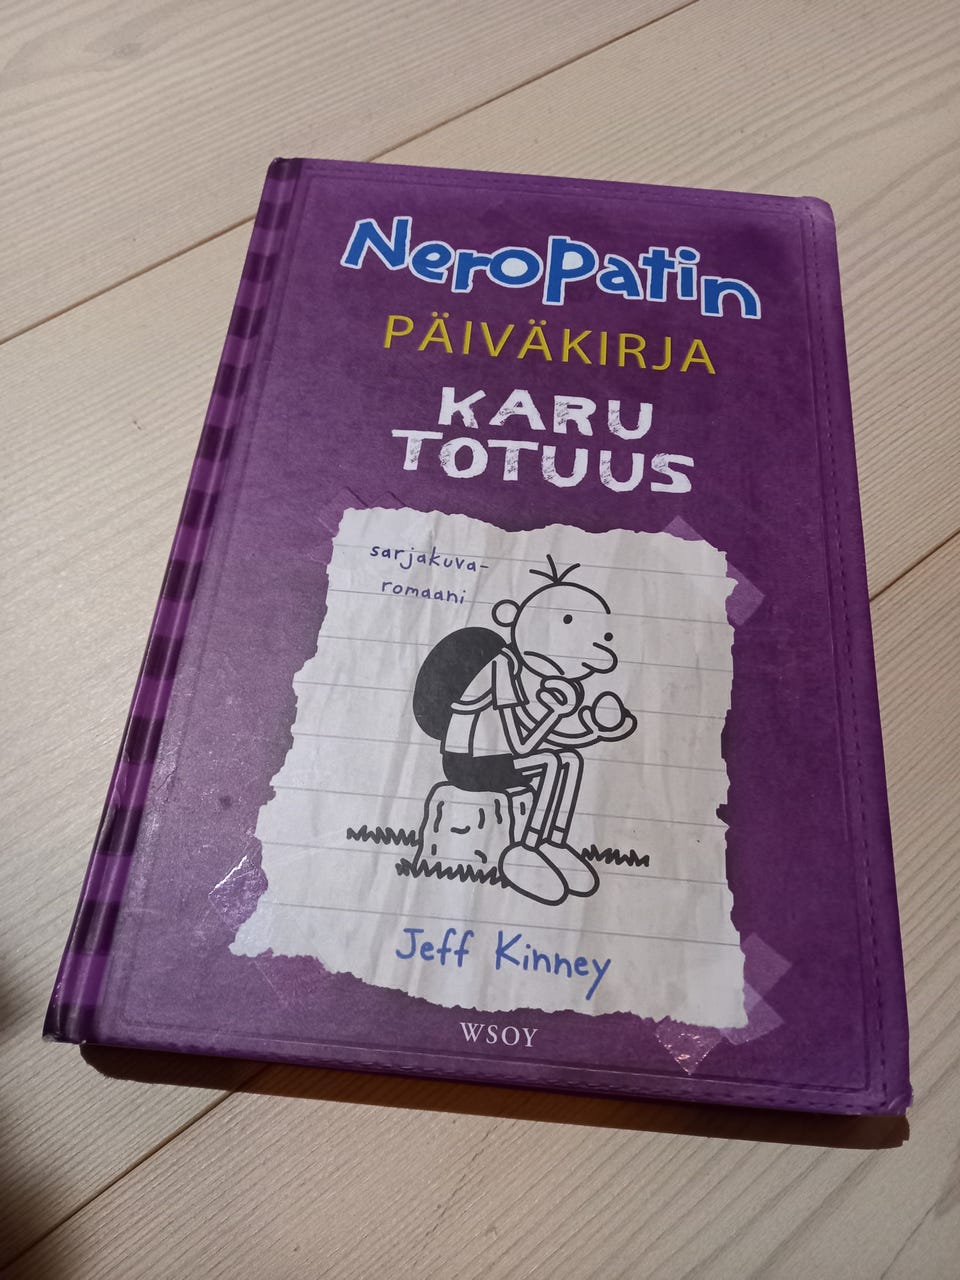 Neropatin
PÄIVÄKIRJA
KARU
TOTUUS
sarjakuva-
romaani
Jeff Kinney
WSOY